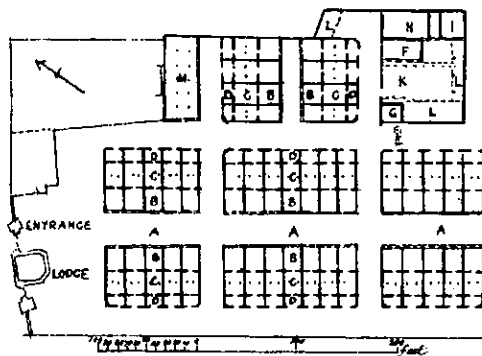 L
H I
F
M
K L
D C B B C D
G L
D D
C C
B B
ENTRANCE
A A A
B B
LODGE
C C
D D
feet